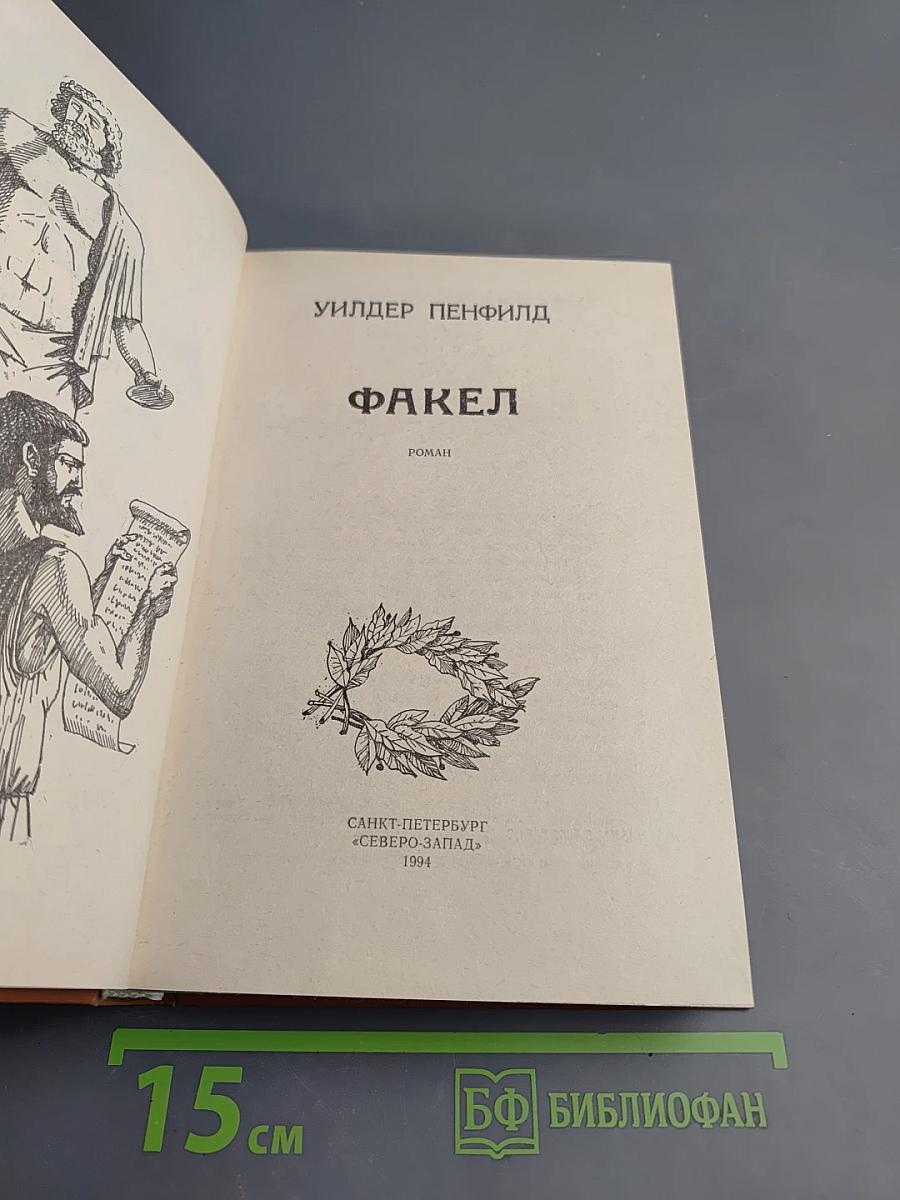 УИЛДЕР ПЕНФИЛД
ФАКЕЛ
РОМАН
САНКТ-ПЕТЕРБУРГ
«СЕВЕРО-ЗАПАД»
1994
15 см
БФ БИБЛИОФАН